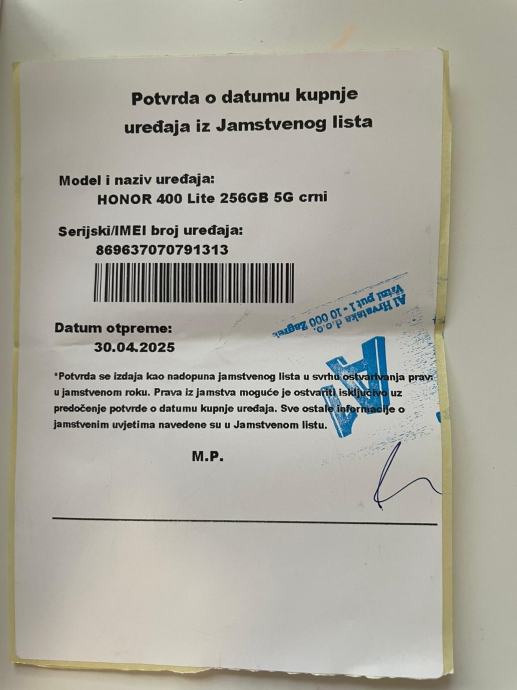 Potvrda o datumu kupnje
uređaja iz Jamstvenog lista
Model i naziv uređaja:
HONOR 400 Lite 256GB 5G crni
Serijski/IMEI broj uređaja:
869637070791313
A1 Hrvatska d.o.o.
Vrtni put 1 - 10 000 Zagreb
A1
Datum otpreme:
30.04.2025
*Potvrda se izdaja kao nadopuna jamstvenog lista u svrhu ostvarivanja prava
u jamstvenom roku. Prava iz jamstva moguće je ostvariti isključivo uz
predočenje potvrde o datumu kupnje uređaja. Sve ostale informacije o
jamstvenim uvjetima navedene su u Jamstvenom listu.
M.P.